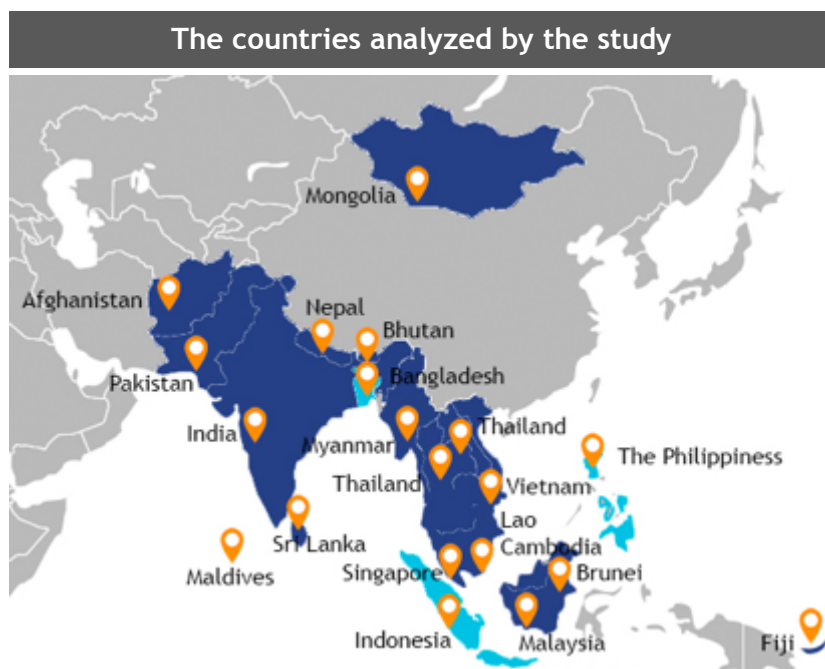 The countries analyzed by the study
Mongolia
Afghanistan
Nepal
Bhutan
Pakistan
Bangladesh
India
Myanmar
Thailand
Thailand
The Philippiness
Vietnam
Lao
Sri Lanka
Maldives
Singapore
Cambodia
Brunei
Indonesia
Malaysia
Fiji